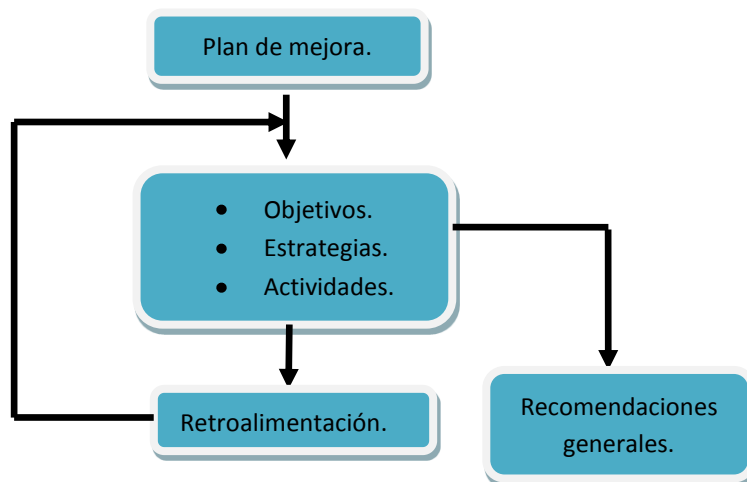 Plan de mejora.
• Objetivos.
• Estrategias.
• Actividades.
Retroalimentación.
Recomendaciones
generales.